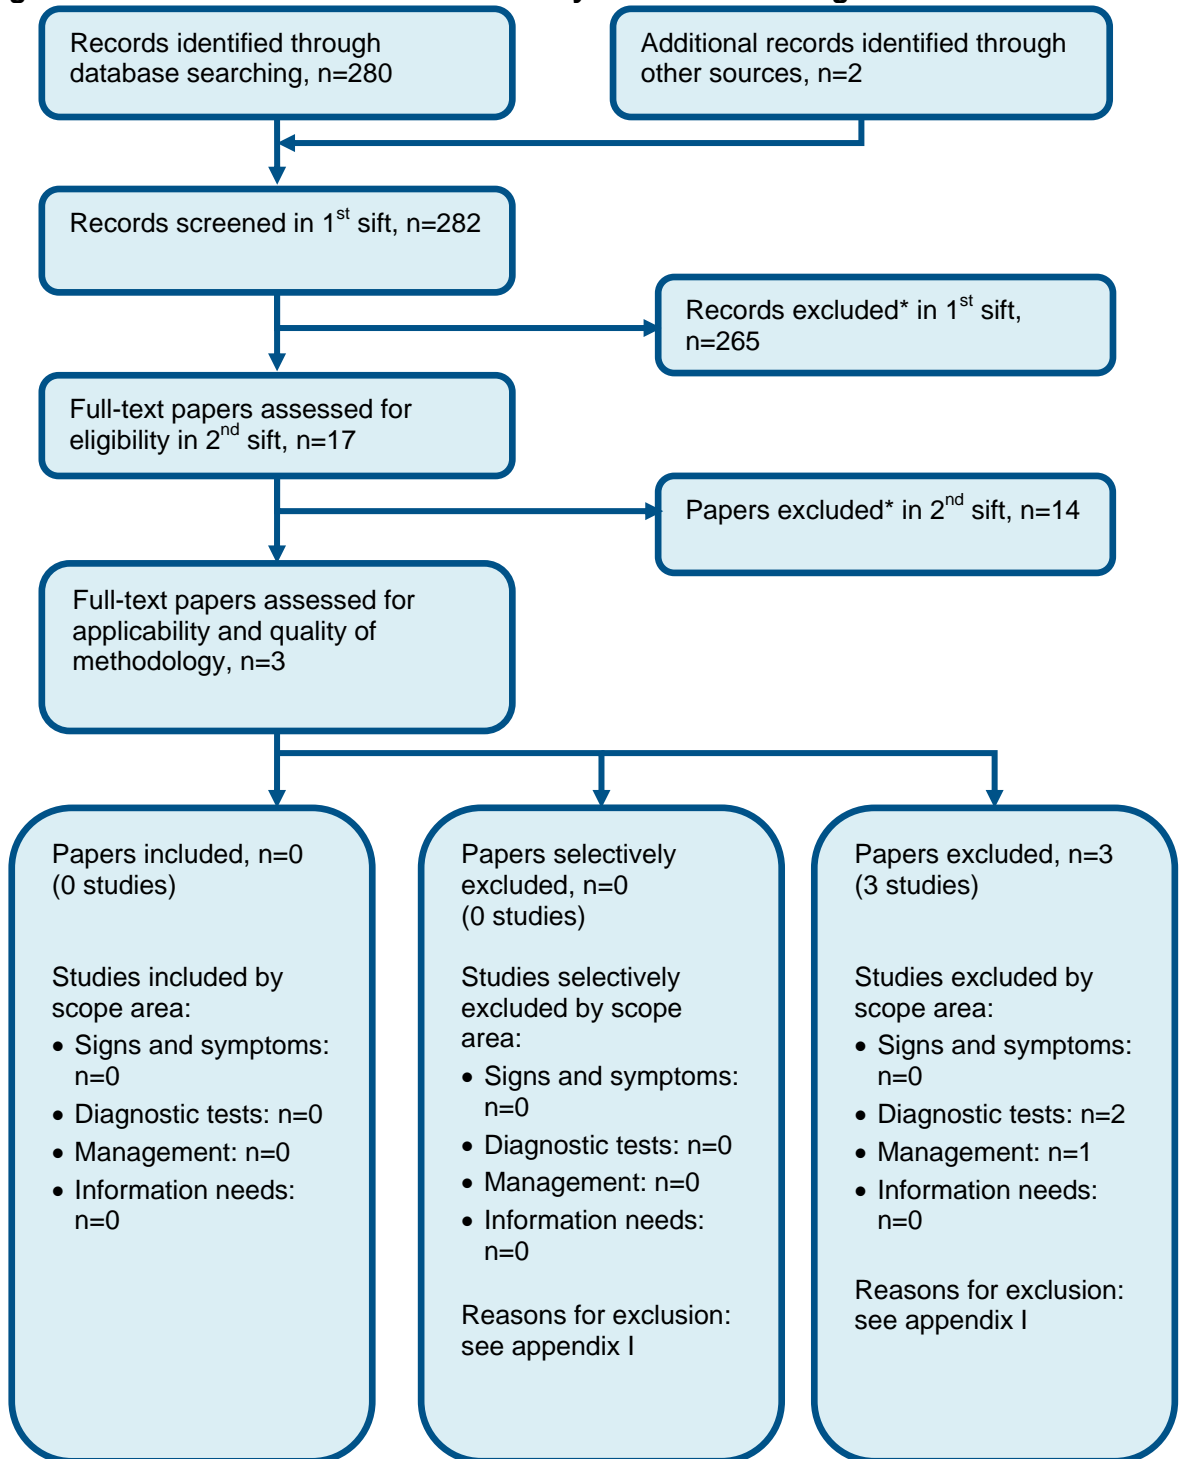 Records identified through
database searching, n=280
Additional records identified through
other sources, n=2
Records screened in 1st sift, n=282
Records excluded* in 1st sift,
n=265
Full-text papers assessed for
eligibility in 2nd sift, n=17
Papers excluded* in 2nd sift, n=14
Full-text papers assessed for
applicability and quality of
methodology, n=3
Papers included, n=0
(0 studies)
Studies included by
scope area:
• Signs and symptoms:
n=0
• Diagnostic tests: n=0
• Management: n=0
• Information needs:
n=0
Papers selectively
excluded, n=0
(0 studies)
Studies selectively
excluded by scope
area:
• Signs and symptoms:
n=0
• Diagnostic tests: n=0
• Management: n=0
• Information needs:
n=0
Reasons for exclusion:
see appendix I
Papers excluded, n=3
(3 studies)
Studies excluded by
scope area:
• Signs and symptoms:
n=0
• Diagnostic tests: n=2
• Management: n=1
• Information needs:
n=0
Reasons for exclusion:
see appendix I